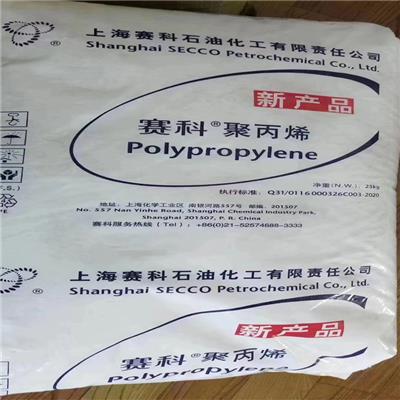 上海赛科石油化工有限责任公司
Shanghai SECCO Petrochemical Co., Ltd.
®
新产品
赛科®聚丙烯
Polypropylene
净重(N.W.): 25kg
执行标准: Q31/0116000326C003-2020
地址: 上海化学工业区 南银河路557号 邮编: 201507
No. 557 Nan Yinhe Road, Shanghai Chemical Industry Park,
Shanghai 201507, P. R. China
赛科服务热线(Tel): +86(0)21-52574688-3333
上海赛科石油化工有限责任公司
Shanghai SECCO Petrochemical Co., Ltd.
®
新产品
赛科®聚丙烯
Polypropylene